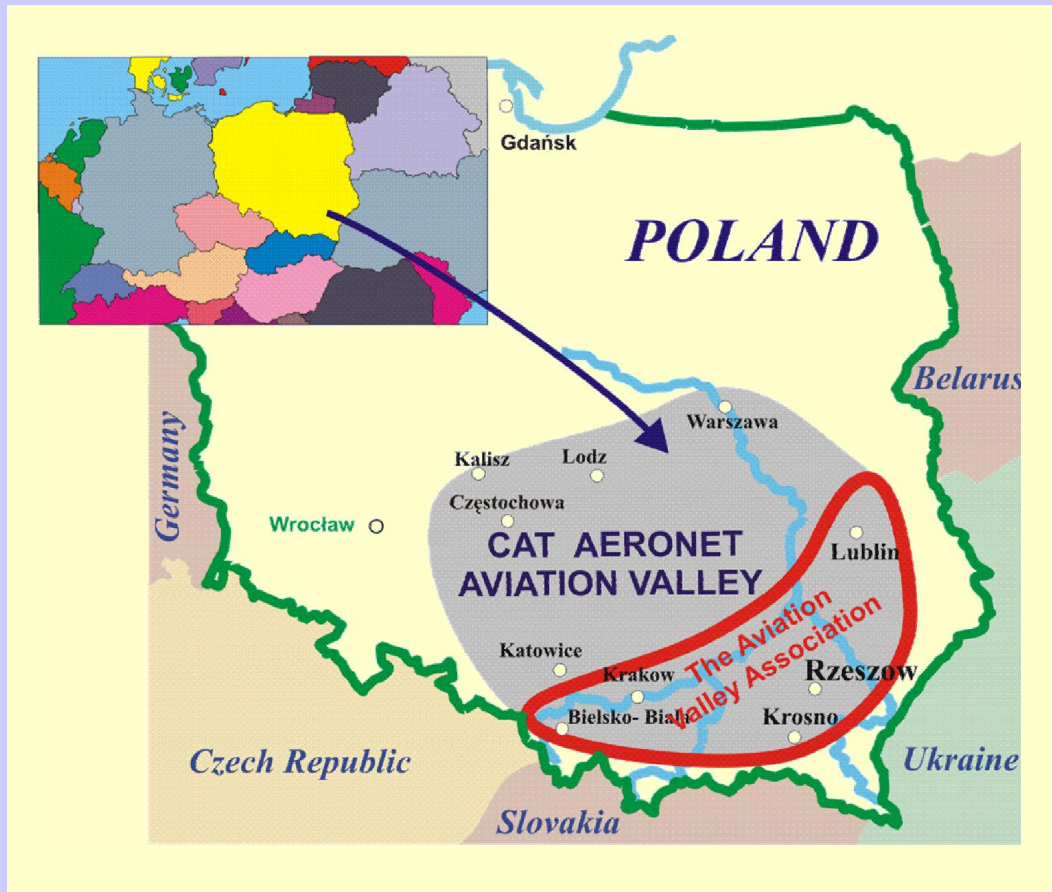 Gdańsk
POLAND
Belarus
Warszawa
Germany
Kalisz
Lodz
Częstochowa
Wrocław
CAT AERONET
AVIATION VALLEY
Lublin
The Aviation
Valley Association
Katowice
Krakow
Rzeszow
Bielsko- Biala
Krosno
Czech Republic
Ukraine
Slovakia